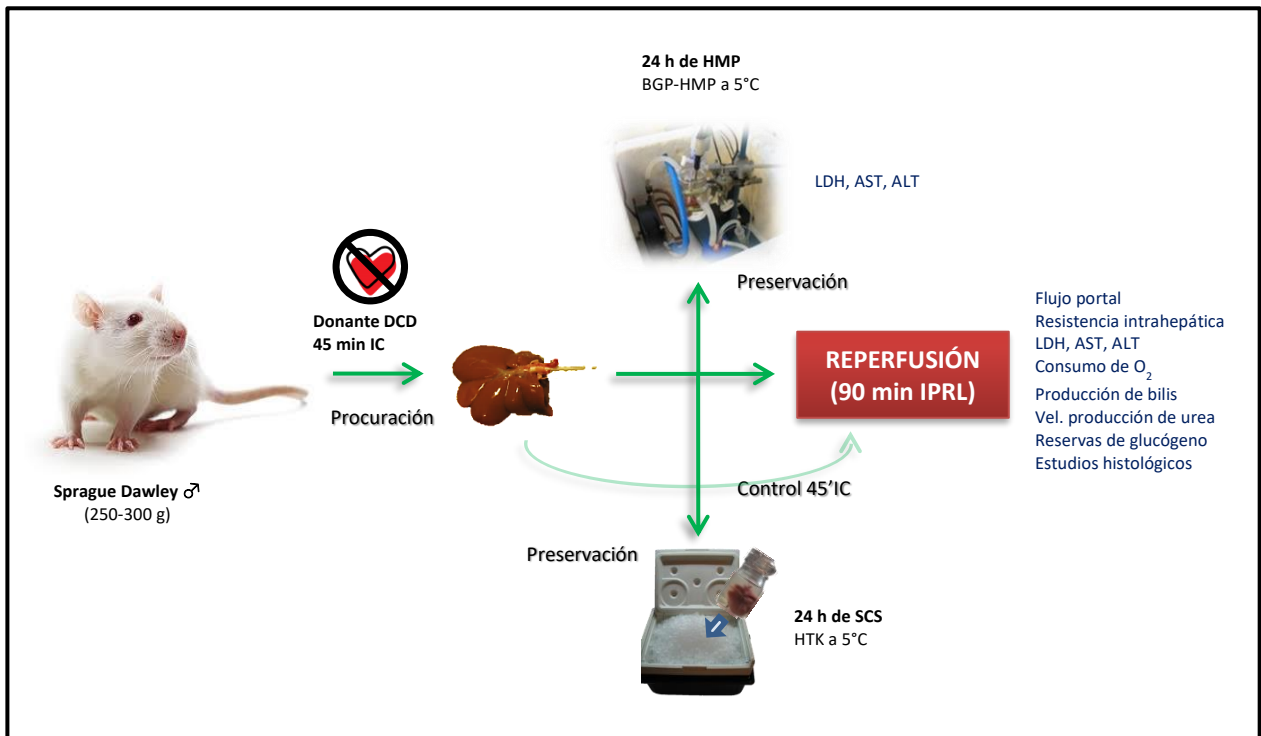 24 h de HMP
BGP-HMP a 5°C
LDH, AST, ALT
Donante DCD
45 min IC
Procuración
Sprague Dawley ♂
(250-300 g)
Preservación
REPERFUSIÓN
(90 min IPRL)
Flujo portal
Resistencia intrahepática
LDH, AST, ALT
Consumo de O₂
Producción de bilis
Vel. producción de urea
Reservas de glucógeno
Estudios histológicos
Control 45'IC
Preservación
24 h de SCS
HTK a 5°C